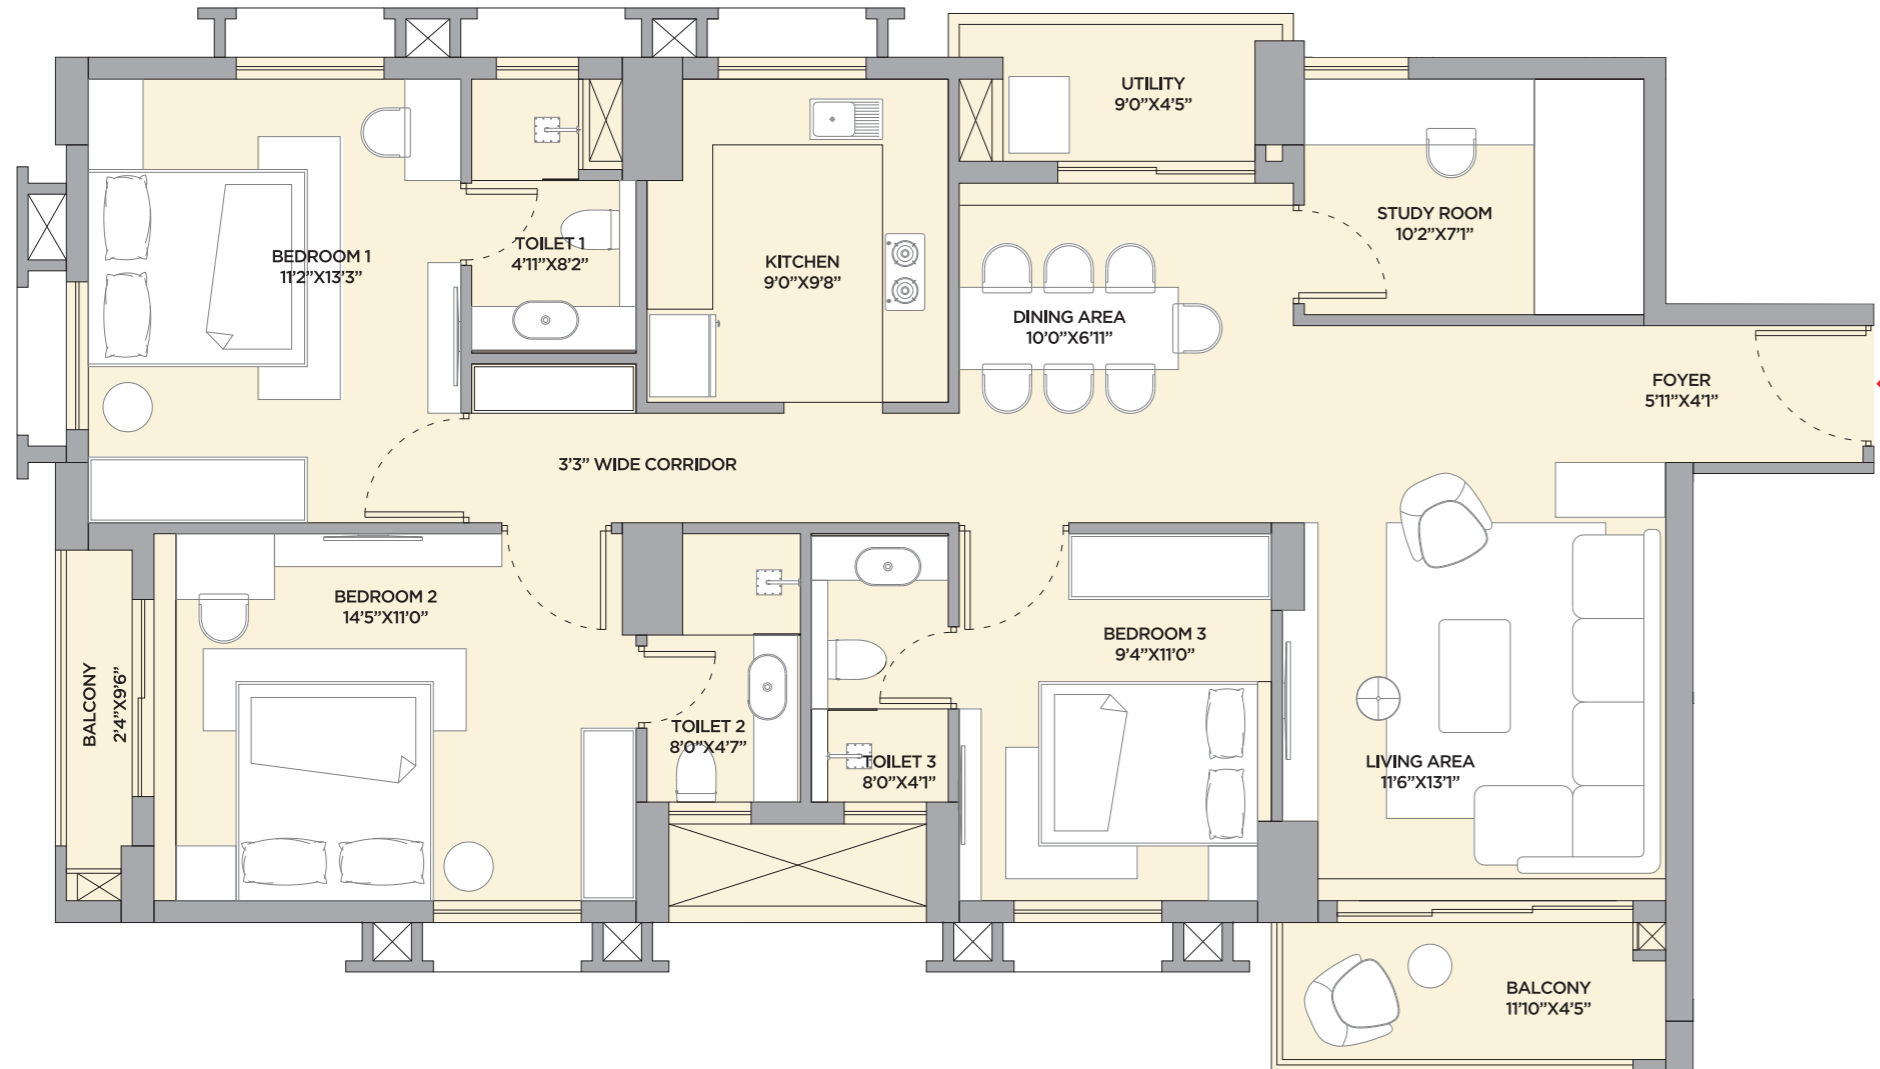 UTILITY
9'0"X4'5"
STUDY ROOM
10'2"X7'1"
BEDROOM 1
11'2"X13'3"
TOILET 1
4'11"X8'2"
KITCHEN
9'0"X9'8"
DINING AREA
10'0"X6'11"
FOYER
5'11"X4'1"
3'3" WIDE CORRIDOR
BEDROOM 2
14'5"X11'0"
BEDROOM 3
9'4"X11'0"
BALCONY
2'4"X9'6"
TOILET 2
8'0"X4'7"
TOILET 3
8'0"X4'1"
LIVING AREA
11'6"X13'1"
BALCONY
11'10"X4'5"